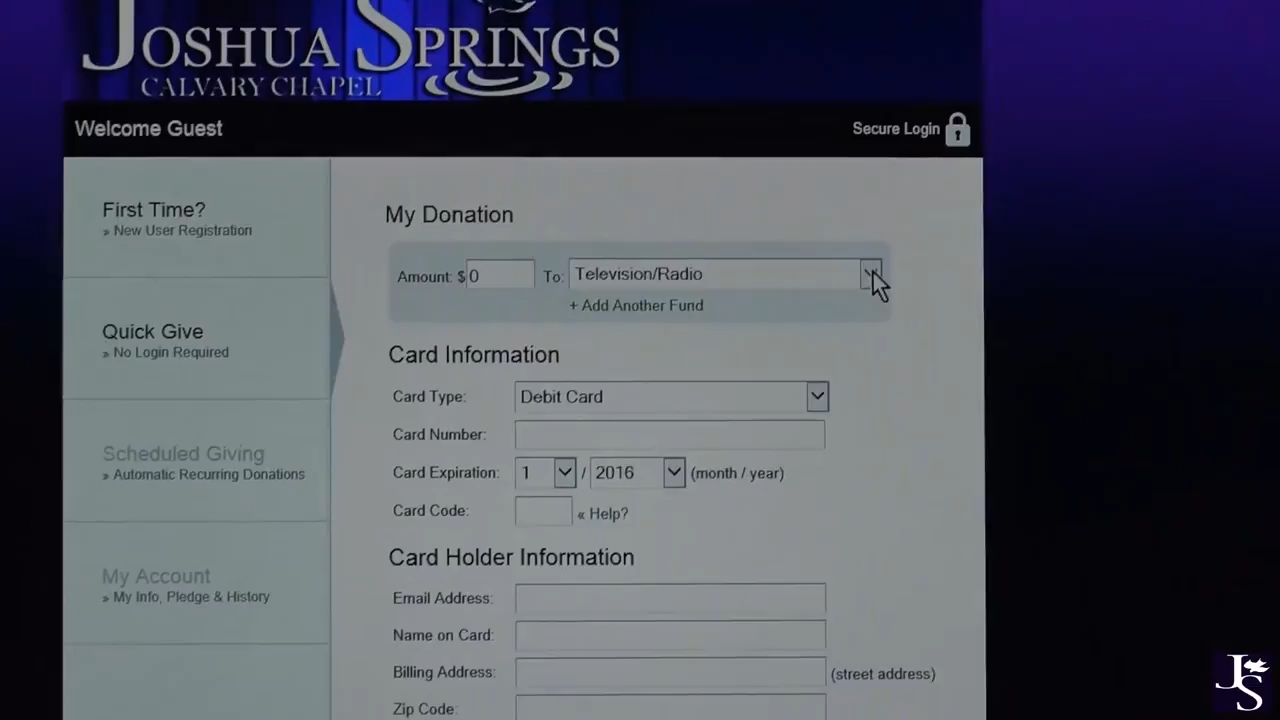 JOSHUA SPRINGS
CALVARY CHAPEL
Welcome Guest
Secure Login
First Time?
» New User Registration
Quick Give
» No Login Required
Scheduled Giving
» Automatic Recurring Donations
My Account
» My Info, Pledge & History
My Donation
Amount: $ 0 To: Television/Radio
+ Add Another Fund
Card Information
Card Type: Debit Card
Card Number:
Card Expiration: 1 / 2016 (month / year)
Card Code: « Help?
Card Holder Information
Email Address:
Name on Card:
Billing Address: (street address)
Zip Code:
JS